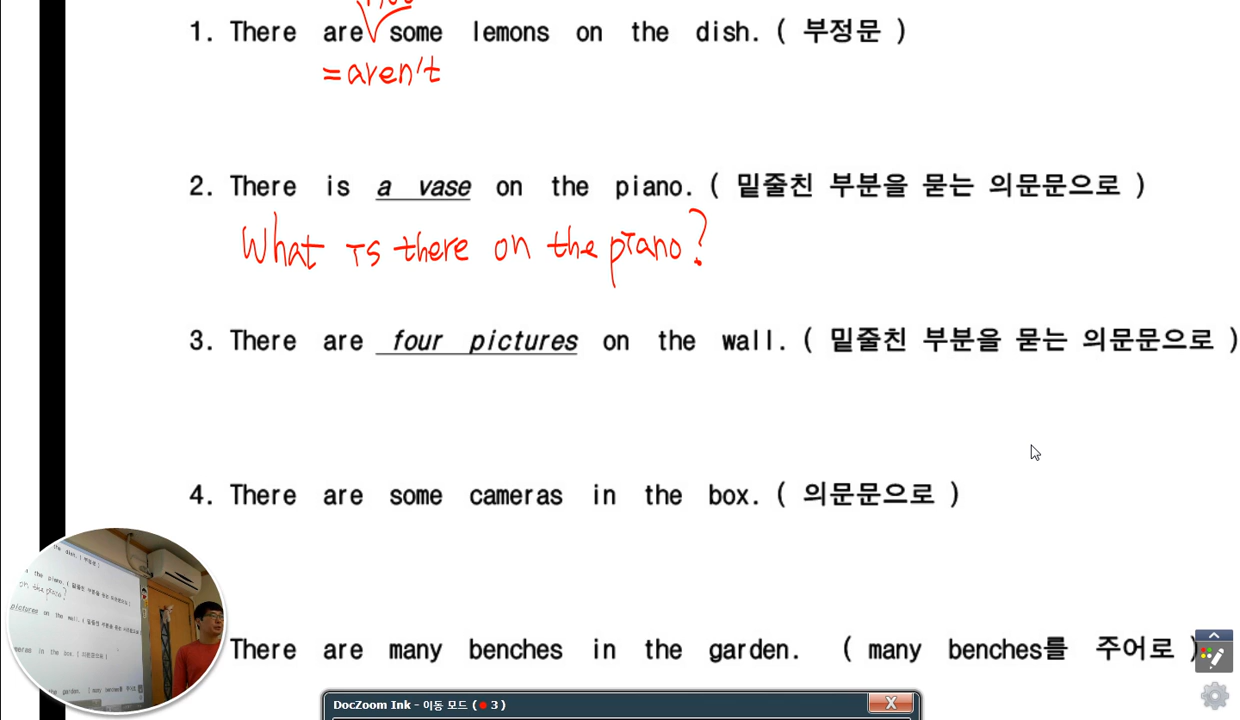 1. There are some lemons on the dish. ( 부정문 )
= aren't
2. There is a vase on the piano. ( 밑줄친 부분을 묻는 의문문으로 )
What is there on the piano?
3. There are four pictures on the wall. ( 밑줄친 부분을 묻는 의문문으로 )
4. There are some cameras in the box. ( 의문문으로 )
There are many benches in the garden. ( many benches를 주어로 )
DocZoom Ink - 이동 모드 ( 3 )